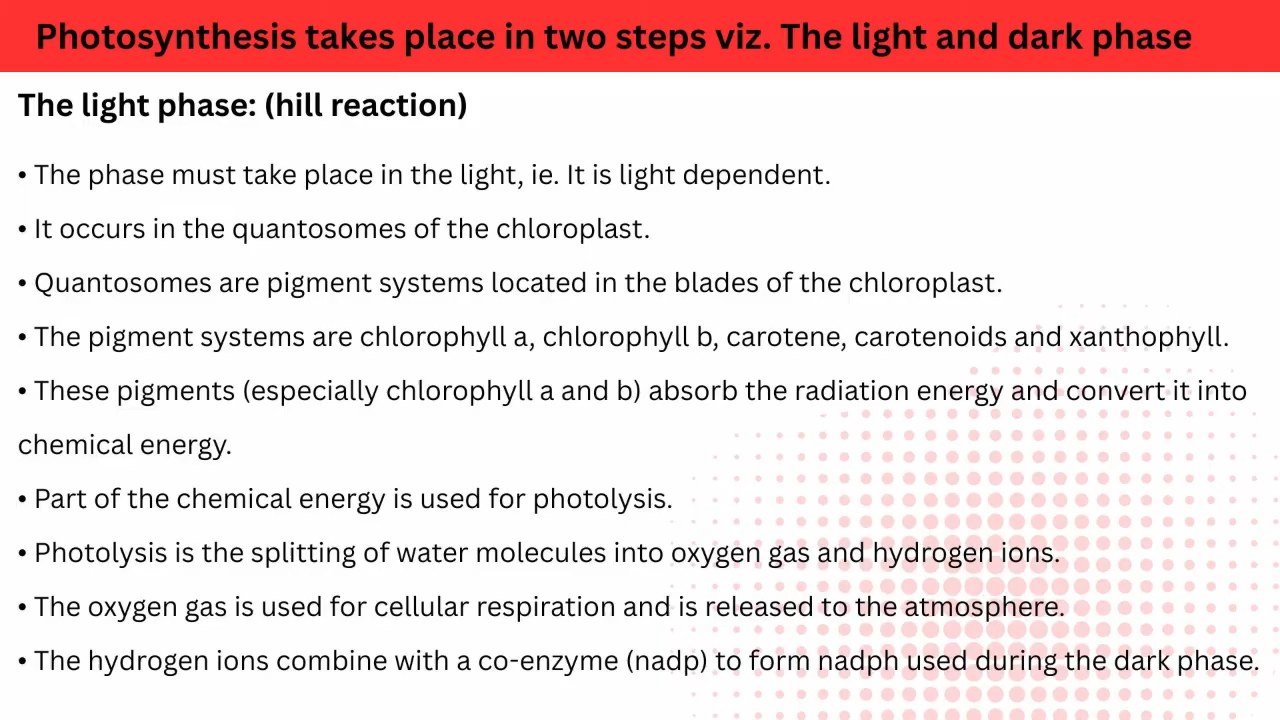 Photosynthesis takes place in two steps viz. The light and dark phase
The light phase: (hill reaction)
• The phase must take place in the light, ie. It is light dependent.
• It occurs in the quantosomes of the chloroplast.
• Quantosomes are pigment systems located in the blades of the chloroplast.
• The pigment systems are chlorophyll a, chlorophyll b, carotene, carotenoids and xanthophyll.
• These pigments (especially chlorophyll a and b) absorb the radiation energy and convert it into
chemical energy.
• Part of the chemical energy is used for photolysis.
• Photolysis is the splitting of water molecules into oxygen gas and hydrogen ions.
• The oxygen gas is used for cellular respiration and is released to the atmosphere.
• The hydrogen ions combine with a co-enzyme (nadp) to form nadph used during the dark phase.